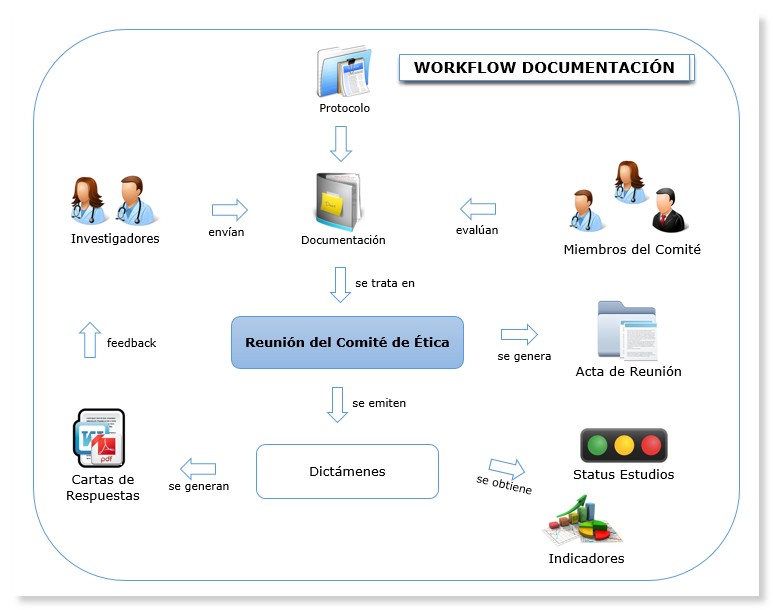 WORKFLOW DOCUMENTACIÓN
Protocolo
Investigadores
envían
Documentación
evalúan
Miembros del Comité
se trata en
feedback
Reunión del Comité de Ética
se genera
Acta de Reunión
se emiten
Cartas de
Respuestas
pdf
se generan
Dictámenes
se obtiene
Status Estudios
Indicadores